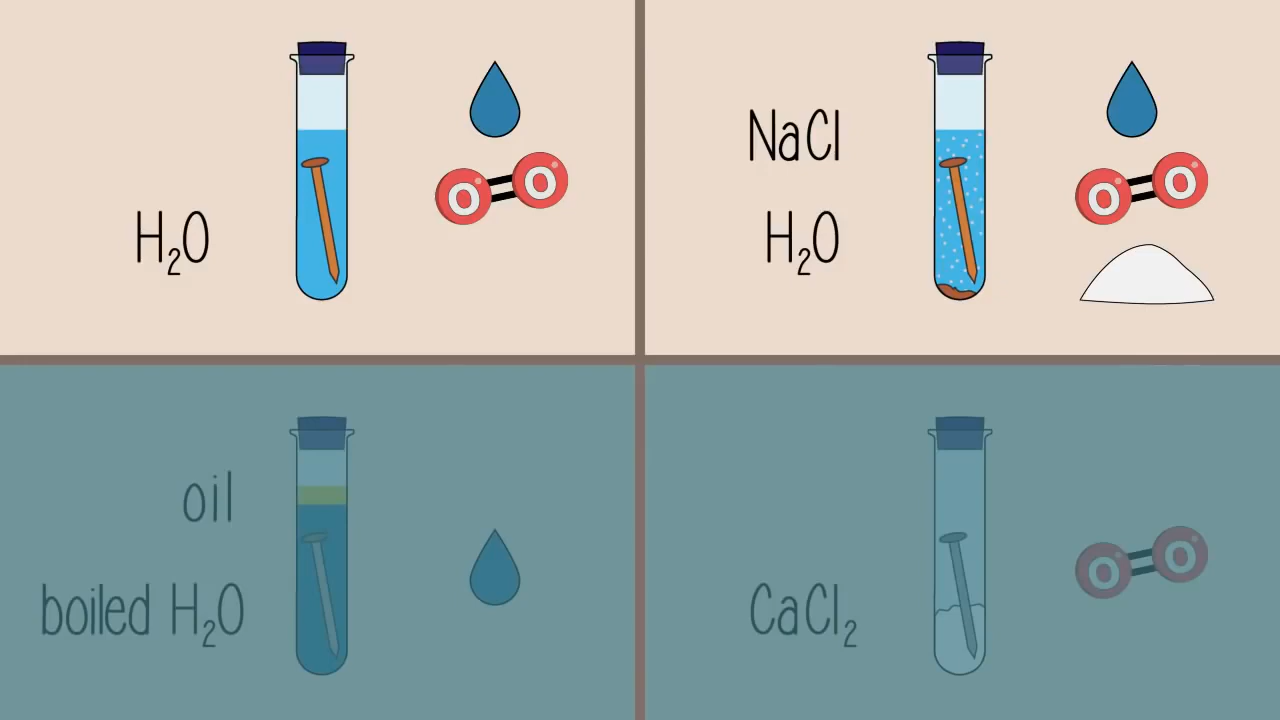 H₂O
O O
NaCl
H₂O
O O
oil
boiled H₂O
CaCl₂
O O